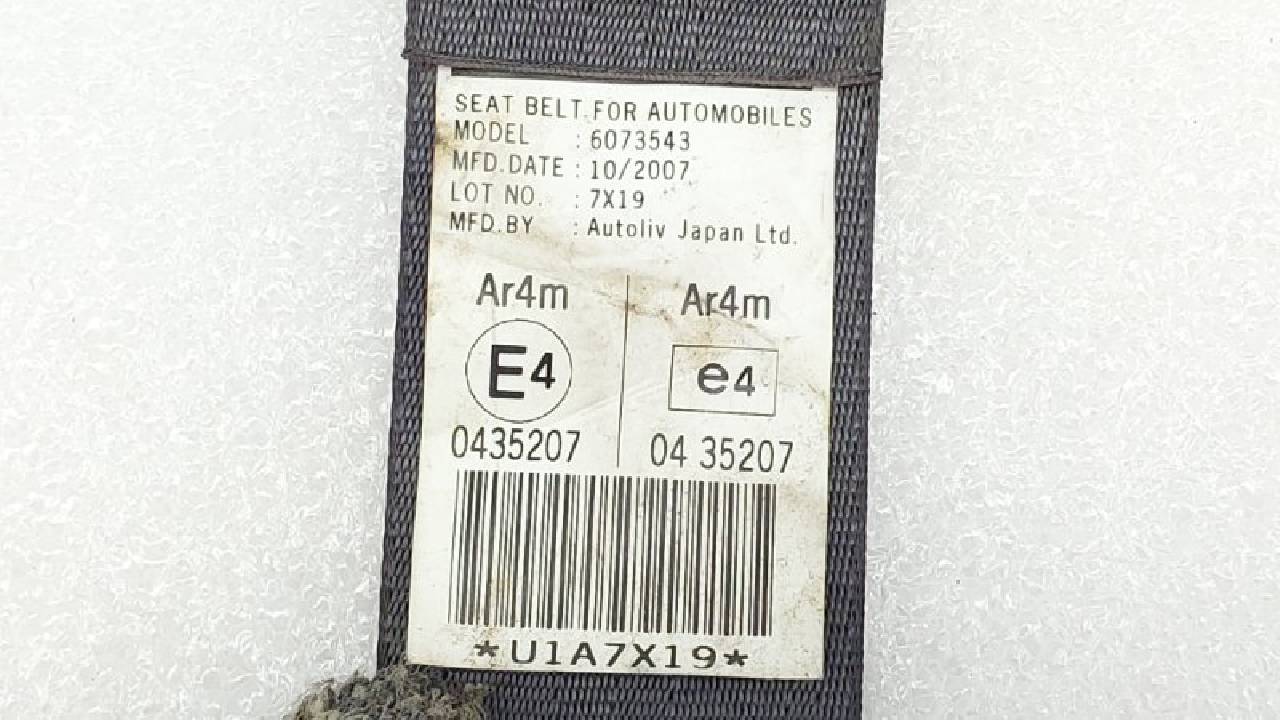 SEAT BELT FOR AUTOMOBILES
MODEL : 6073543
MFD.DATE : 10/2007
LOT NO. : 7X19
MFD.BY : Autoliv Japan Ltd.
Ar4m Ar4m
E4 e4
0435207 04 35207
*U1A7X19*